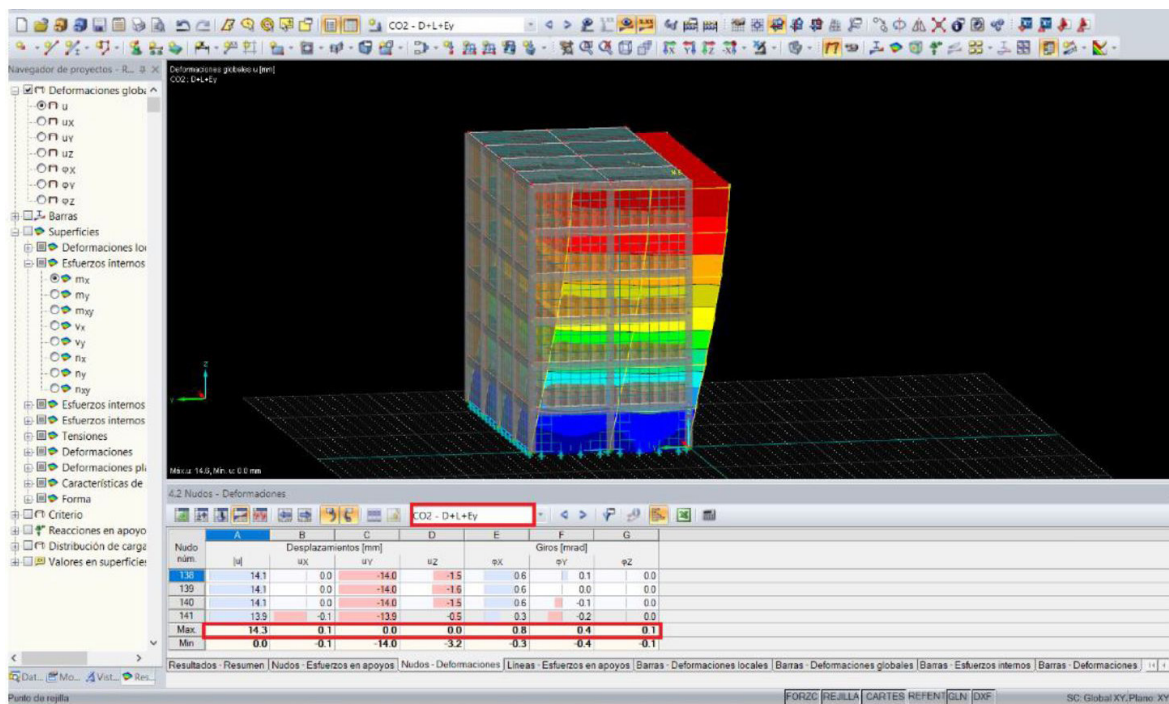 CO2 - D+L+Ey
Navegador de proyectos - R...
Deformaciones globa
u
uX
uY
uZ
φX
φY
φZ
Barras
Superficies
Deformaciones lo
Esfuerzos internos
mx
my
mxy
vx
vy
nx
ny
nxy
Esfuerzos internos
Esfuerzos internos
Tensiones
Deformaciones
Deformaciones pla
Características de
Forma
Criterio
Reacciones en apoyo
Distribución de carga
Valores en superficies
Dat... Mo... Vist... Res...
Deformaciones globales u [mm]
CO2 : D+L+Ey
Z
Y
Máx u: 14.6, Mín. u: 0.0 mm
4.2 Nudos - Deformaciones
CO2 - D+L+Ey
A B C D E F G
Nudo Desplazamientos [mm] Giros [mrad]
núm. |u| uX uY uZ φX φY φZ
138 14.1 0.0 -14.0 -1.5 0.6 0.1 0.0
139 14.1 0.0 -14.0 -1.6 0.6 0.0 0.0
140 14.1 0.0 -14.0 -1.5 0.6 -0.1 0.0
141 13.9 -0.1 -13.9 -0.5 0.3 -0.2 0.0
Max. 14.3 0.1 0.0 0.0 0.8 0.4 0.1
Min 0.0 -0.1 -14.0 -3.2 -0.3 -0.4 -0.1
Resultados - Resumen Nudos - Esfuerzos en apoyos Nudos - Deformaciones Líneas - Esfuerzos en apoyos Barras - Deformaciones locales Barras - Deformaciones globales Barras - Esfuerzos internos Barras - Deformaciones
Punto de rejilla
FORZC REJILLA CARTES REFENT GLN DXF
SC: Global XY, Plano: XY